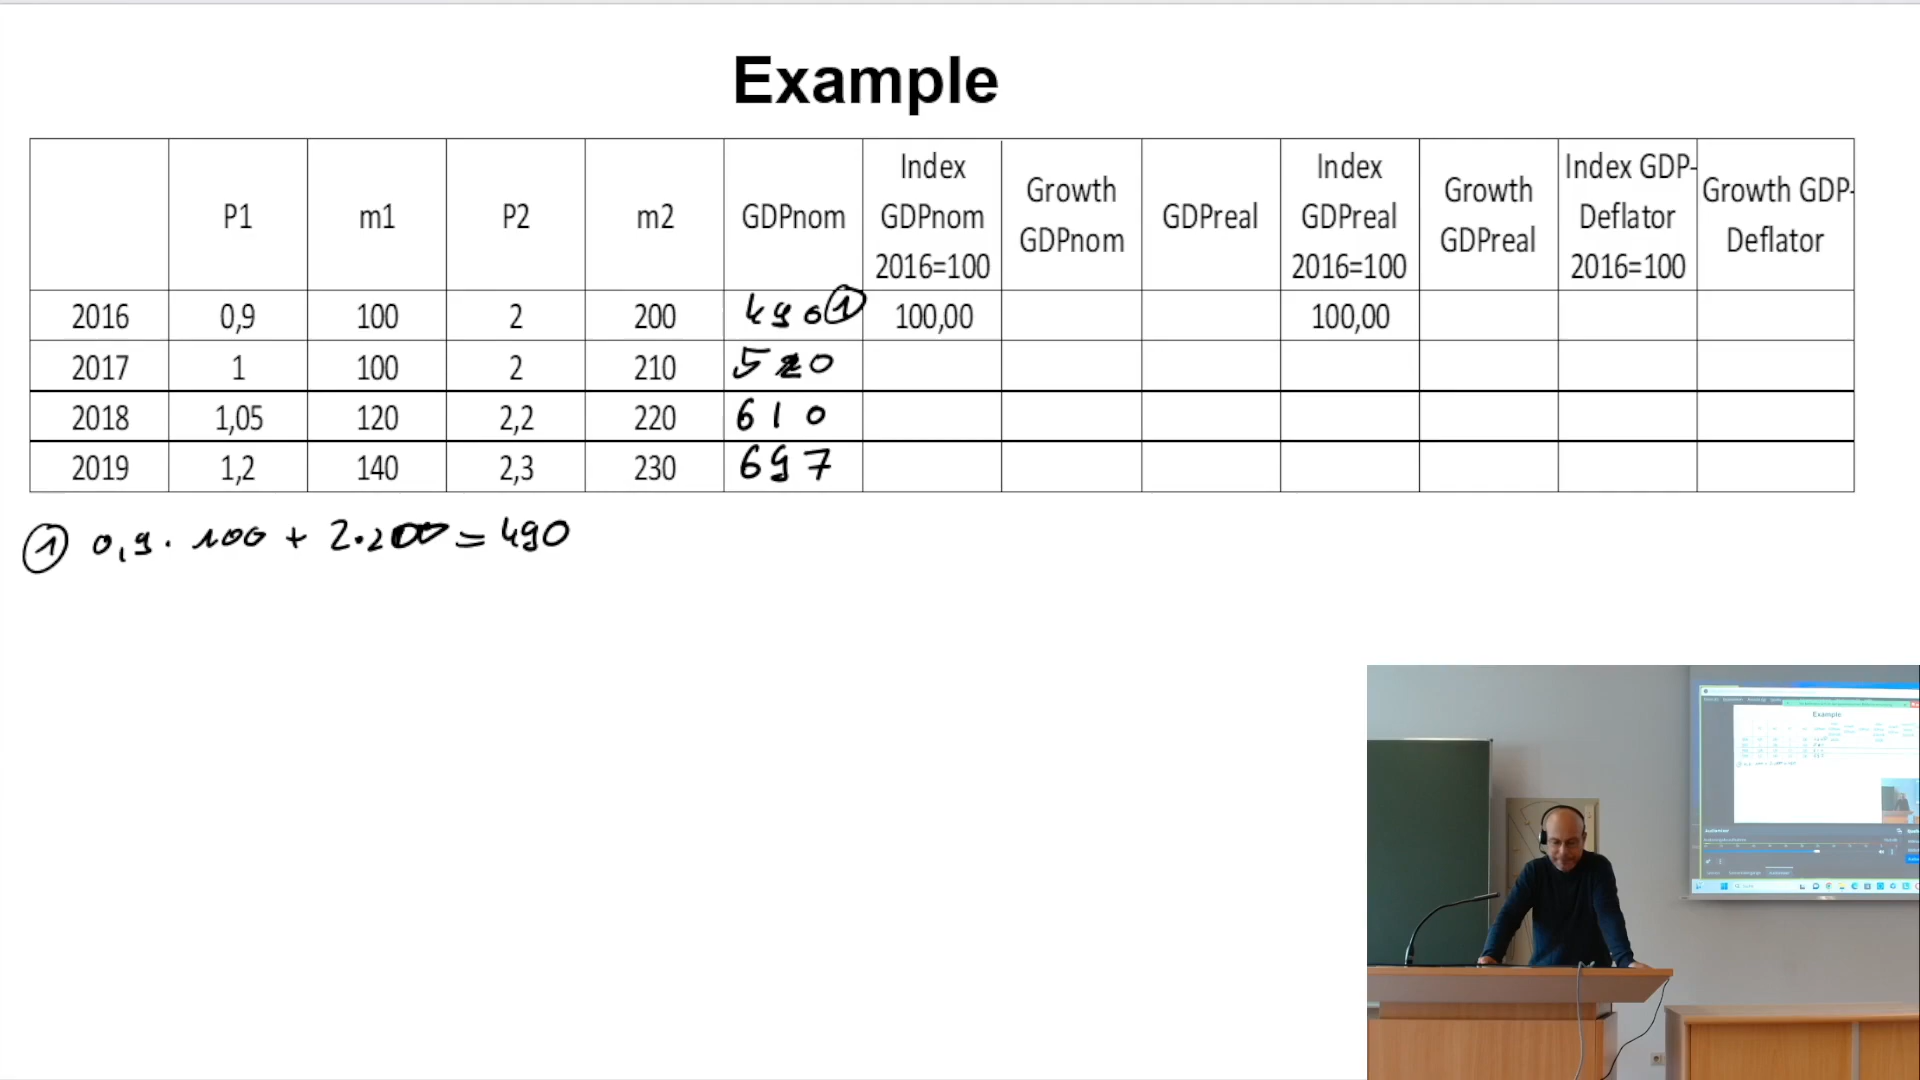 Example
P1 m1 P2 m2 GDPnom Index GDPnom 2016=100 Growth GDPnom GDPreal Index GDPreal 2016=100 Growth GDPreal Index GDP-Deflator 2016=100 Growth GDP-Deflator
2016 0,9 100 2 200 490 ① 100,00 100,00
2017 1 100 2 210 520
2018 1,05 120 2,2 220 610
2019 1,2 140 2,3 230 697
① 0,9 · 100 + 2·200 = 490
Example